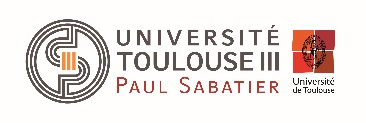 UNIVERSITÉ
TOULOUSE III
PAUL SABATIER
Université
de Toulouse